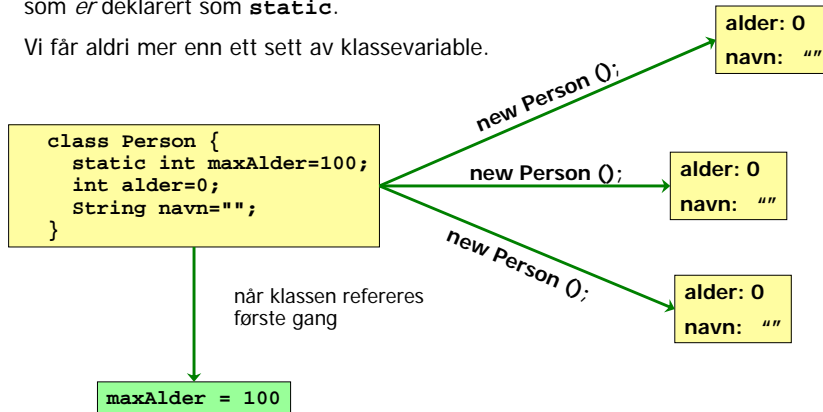 som er deklarert som static.
Vi får aldri mer enn ett sett av klassevariable.
alder: 0
navn: “”
new Person ();
class Person {
static int maxAlder=100;
int alder=0;
String navn="";
}
new Person ();
alder: 0
navn: “”
new Person ();
når klassen refereres
første gang
alder: 0
navn: “”
maxAlder = 100